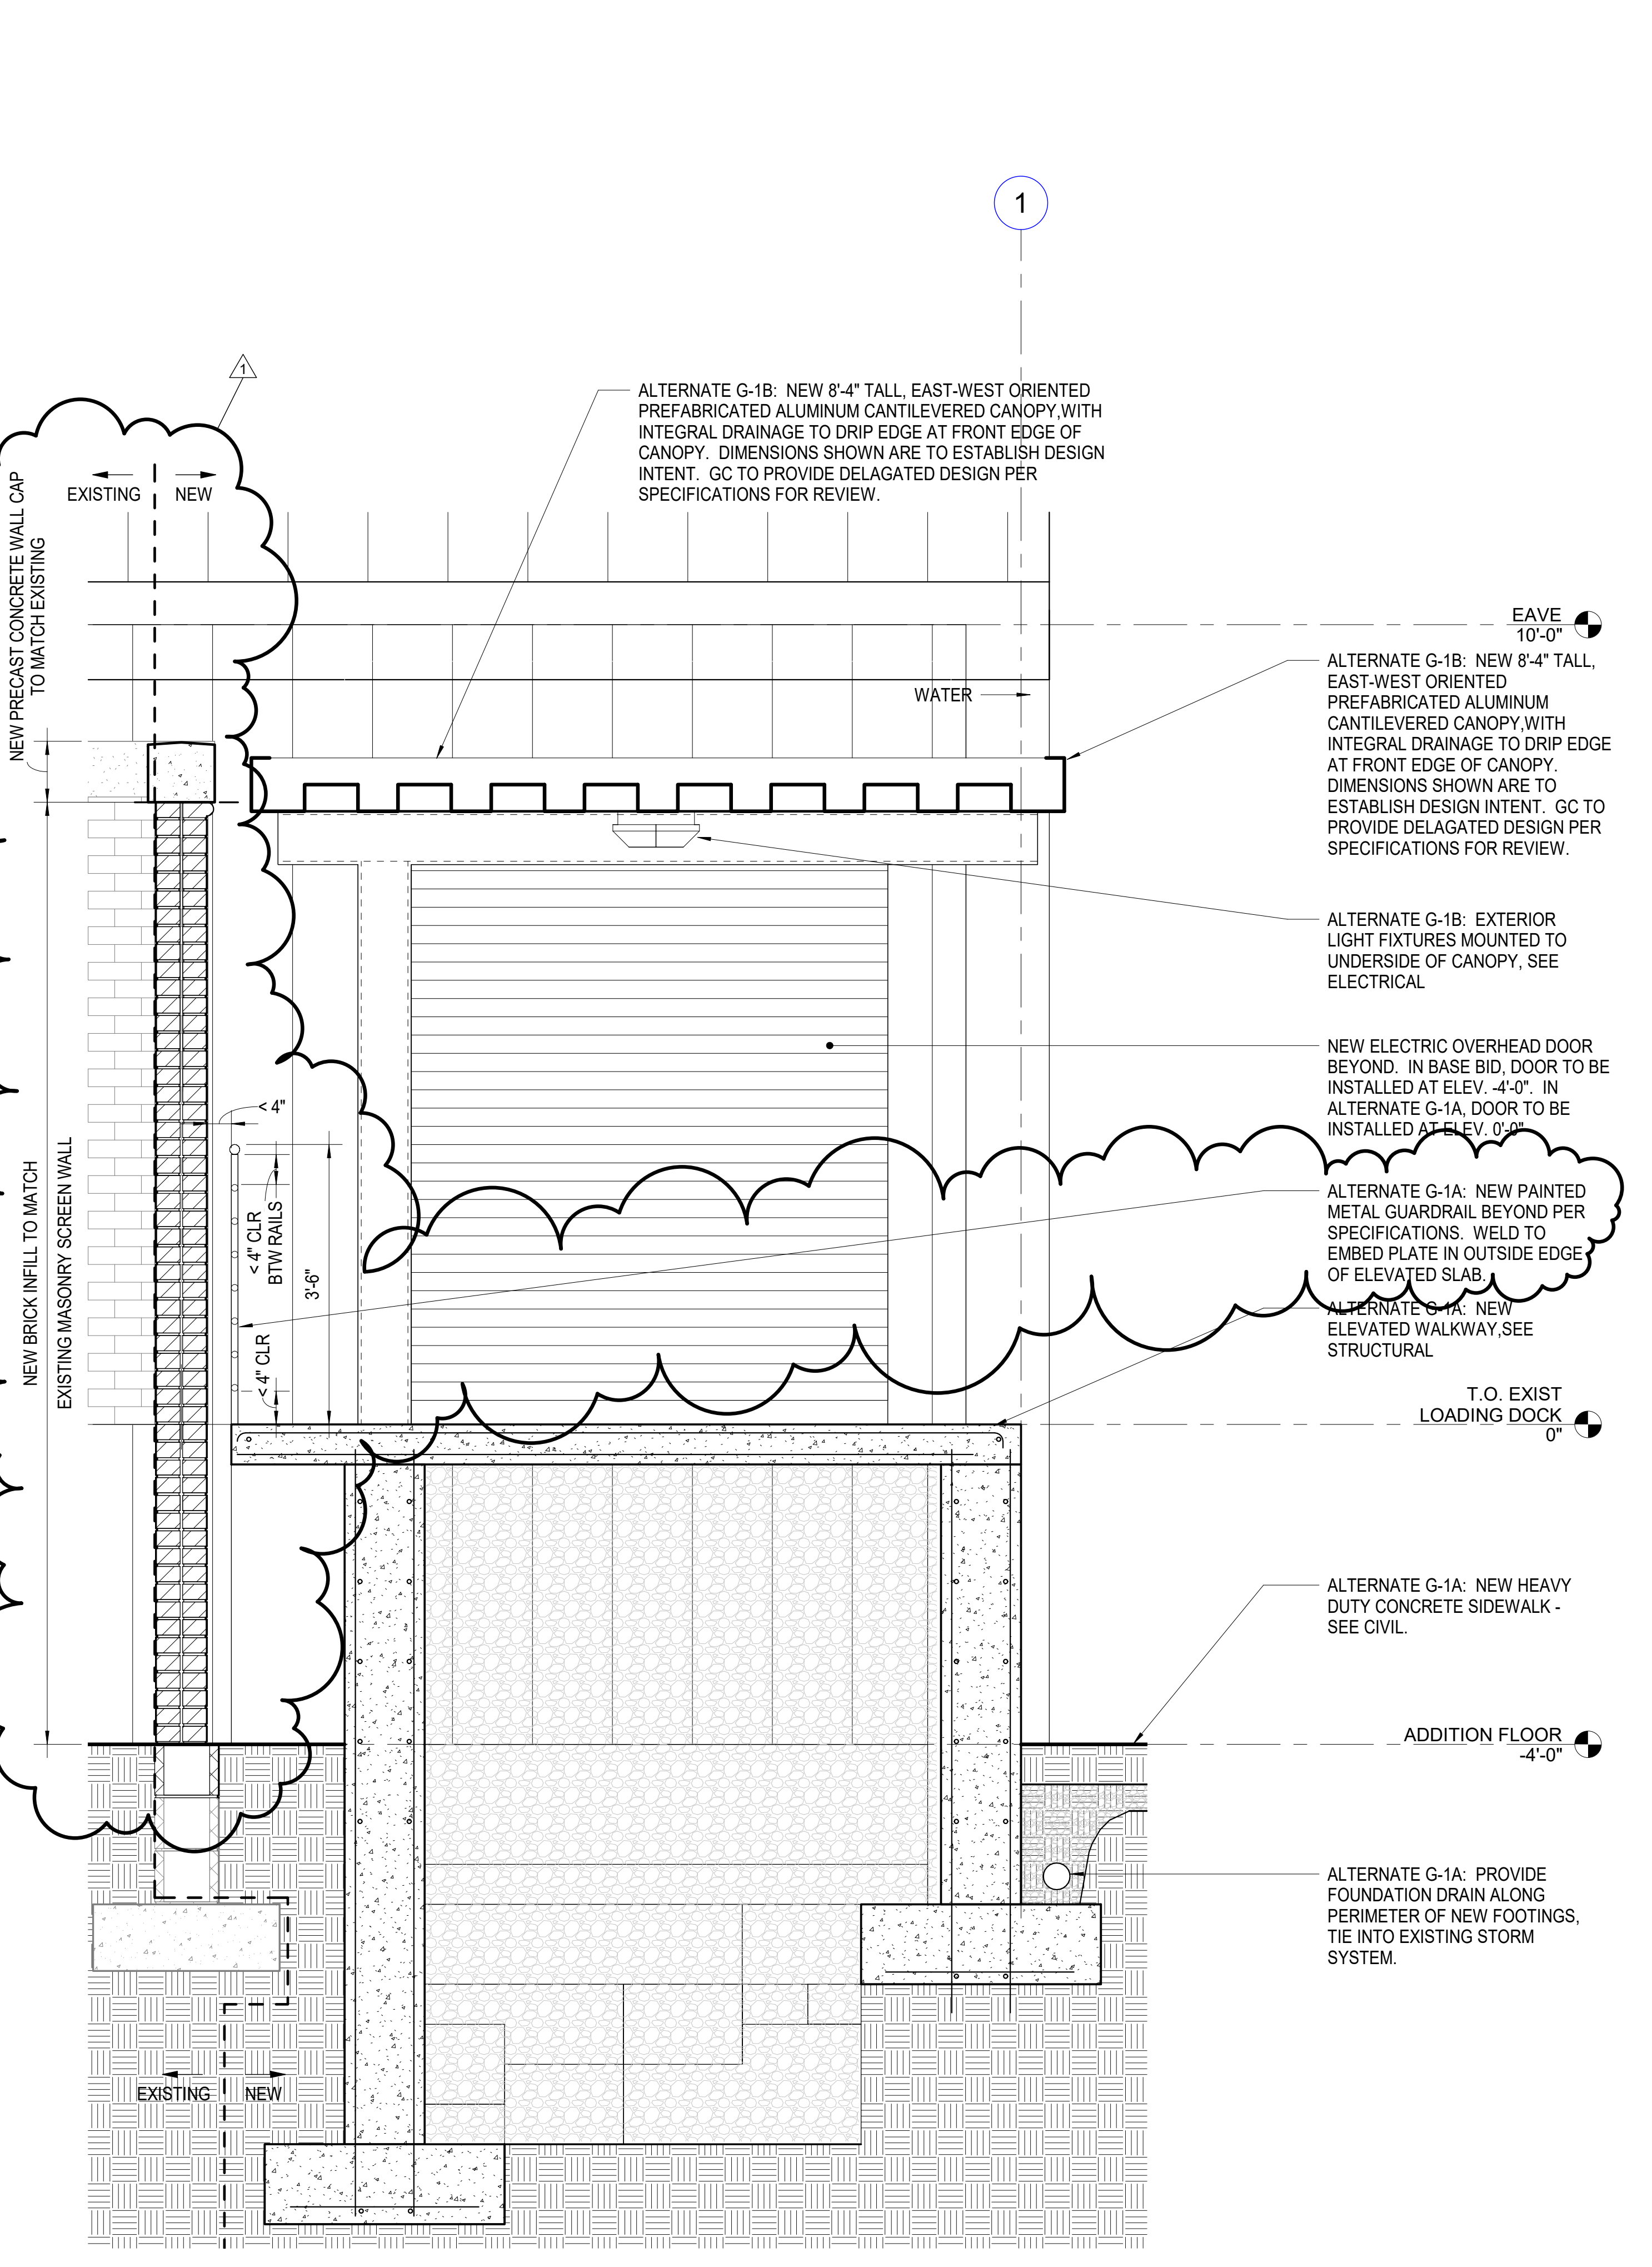 1
1
ALTERNATE G-1B: NEW 8'-4" TALL, EAST-WEST ORIENTED
PREFABRICATED ALUMINUM CANTILEVERED CANOPY,WITH
INTEGRAL DRAINAGE TO DRIP EDGE AT FRONT EDGE OF
CANOPY. DIMENSIONS SHOWN ARE TO ESTABLISH DESIGN
INTENT. GC TO PROVIDE DELAGATED DESIGN PER
SPECIFICATIONS FOR REVIEW.
EXISTING
NEW
NEW PRECAST CONCRETE WALL CAP
TO MATCH EXISTING
EAVE
10'-0"
WATER
ALTERNATE G-1B: NEW 8'-4" TALL,
EAST-WEST ORIENTED
PREFABRICATED ALUMINUM
CANTILEVERED CANOPY,WITH
INTEGRAL DRAINAGE TO DRIP EDGE
AT FRONT EDGE OF CANOPY.
DIMENSIONS SHOWN ARE TO
ESTABLISH DESIGN INTENT. GC TO
PROVIDE DELAGATED DESIGN PER
SPECIFICATIONS FOR REVIEW.
ALTERNATE G-1B: EXTERIOR
LIGHT FIXTURES MOUNTED TO
UNDERSIDE OF CANOPY, SEE
ELECTRICAL
NEW ELECTRIC OVERHEAD DOOR
BEYOND. IN BASE BID, DOOR TO BE
INSTALLED AT ELEV. -4'-0". IN
ALTERNATE G-1A, DOOR TO BE
INSTALLED AT ELEV. 0'-0"
< 4"
NEW BRICK INFILL TO MATCH
EXISTING MASONRY SCREEN WALL
< 4" CLR
BTW RAILS
3'-6"
< 4" CLR
ALTERNATE G-1A: NEW PAINTED
METAL GUARDRAIL BEYOND PER
SPECIFICATIONS. WELD TO
EMBED PLATE IN OUTSIDE EDGE
OF ELEVATED SLAB.
ALTERNATE G-1A: NEW
ELEVATED WALKWAY,SEE
STRUCTURAL
T.O. EXIST
LOADING DOCK
0"
ALTERNATE G-1A: NEW HEAVY
DUTY CONCRETE SIDEWALK -
SEE CIVIL.
ADDITION FLOOR
-4'-0"
ALTERNATE G-1A: PROVIDE
FOUNDATION DRAIN ALONG
PERIMETER OF NEW FOOTINGS,
TIE INTO EXISTING STORM
SYSTEM.
EXISTING
NEW